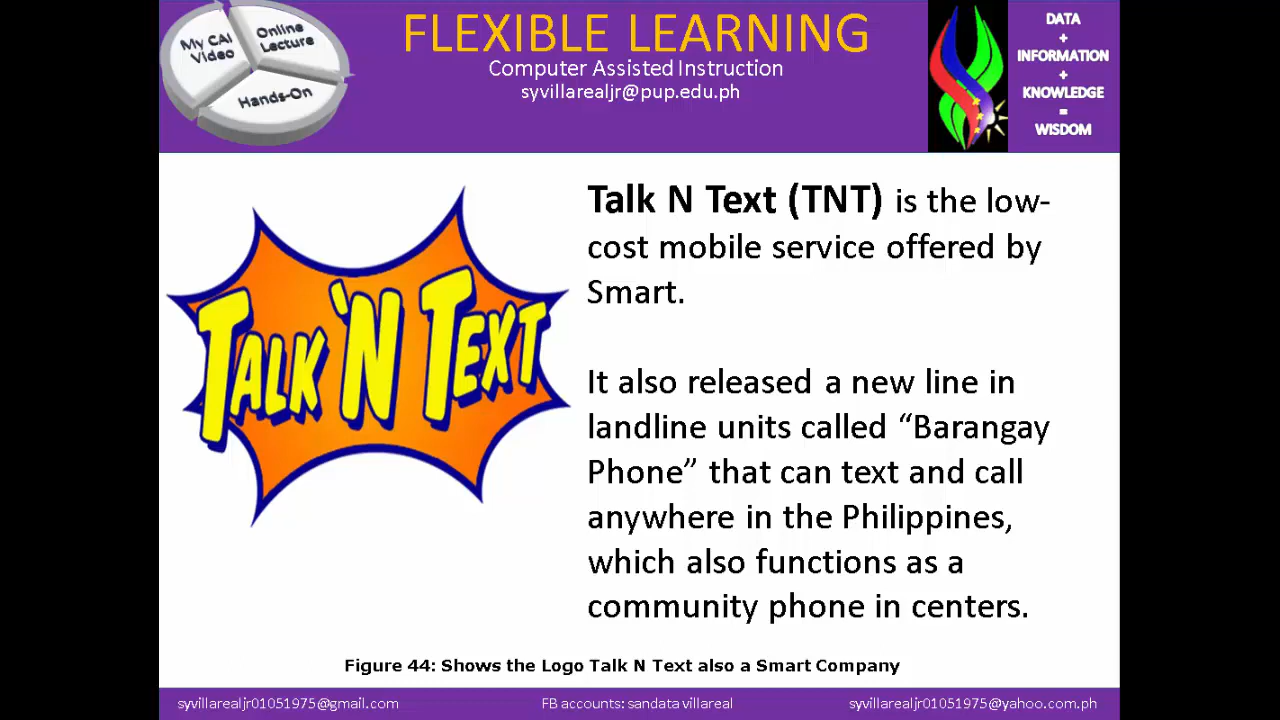 My CAI
Video
Online
Lecture
Hands-On
FLEXIBLE LEARNING
Computer Assisted Instruction
syvillarealjr@pup.edu.ph
DATA
+
INFORMATION
+
KNOWLEDGE
=
WISDOM
TALK 'N TEXT
Talk N Text (TNT) is the low-
cost mobile service offered by
Smart.
It also released a new line in
landline units called “Barangay
Phone” that can text and call
anywhere in the Philippines,
which also functions as a
community phone in centers.
Figure 44: Shows the Logo Talk N Text also a Smart Company
syvillarealjr01051975@gmail.com
FB accounts: sandata villareal
syvillarealjr01051975@yahoo.com.ph